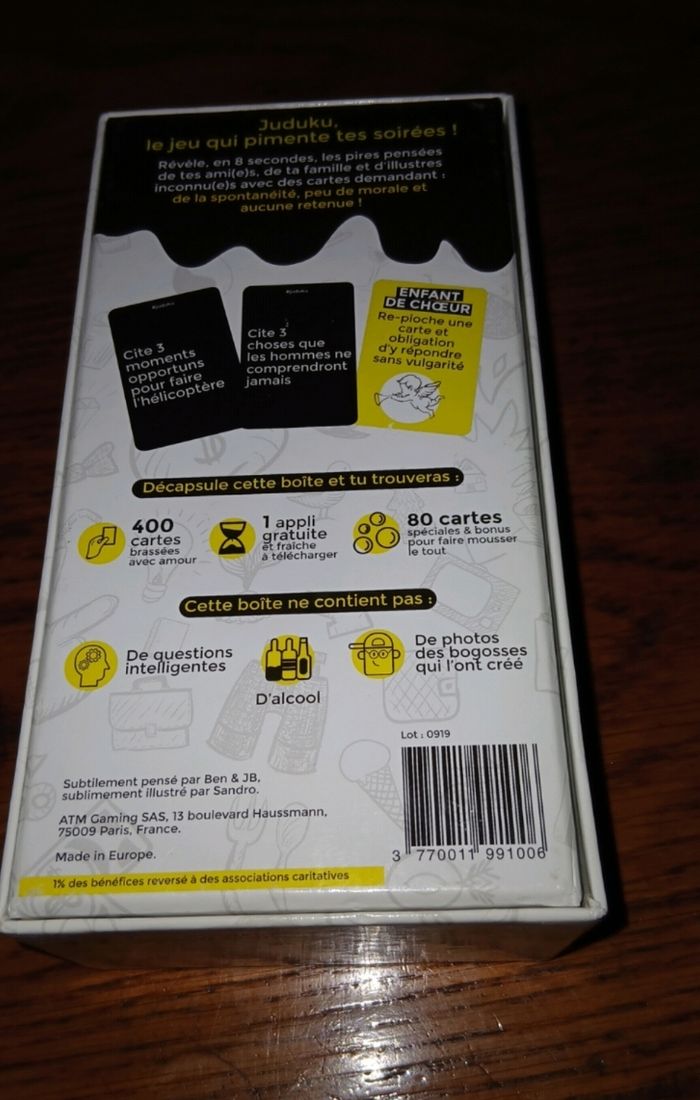 Juduku,
le jeu qui pimente tes soirées !
Révèle, en 8 secondes, les pires pensées
de tes ami(e)s, de ta famille et d'illustres
inconnu(e)s avec des cartes demandant :
de la spontanéité, peu de morale et
aucune retenue !
#juduku
Cite 3
moments
opportuns
pour faire
l'hélicoptère
#juduku
Cite 3
choses que
les hommes ne
comprendront
jamais
ENFANT
DE CHŒUR
Re-pioche une
carte et
obligation
d'y répondre
sans vulgarité
Décapsule cette boîte et tu trouveras :
400
cartes
brassées
avec amour
1 appli
gratuite
et fraîche
à télécharger
80 cartes
spéciales & bonus
pour faire mousser
le tout
Cette boîte ne contient pas :
De questions
intelligentes
D'alcool
De photos
des bogosses
qui l'ont créé
Lot : 0919
Subtilement pensé par Ben & JB,
sublimement illustré par Sandro.
ATM Gaming SAS, 13 boulevard Haussmann,
75009 Paris, France.
Made in Europe.
3 770011 991006
1% des bénéfices reversé à des associations caritatives